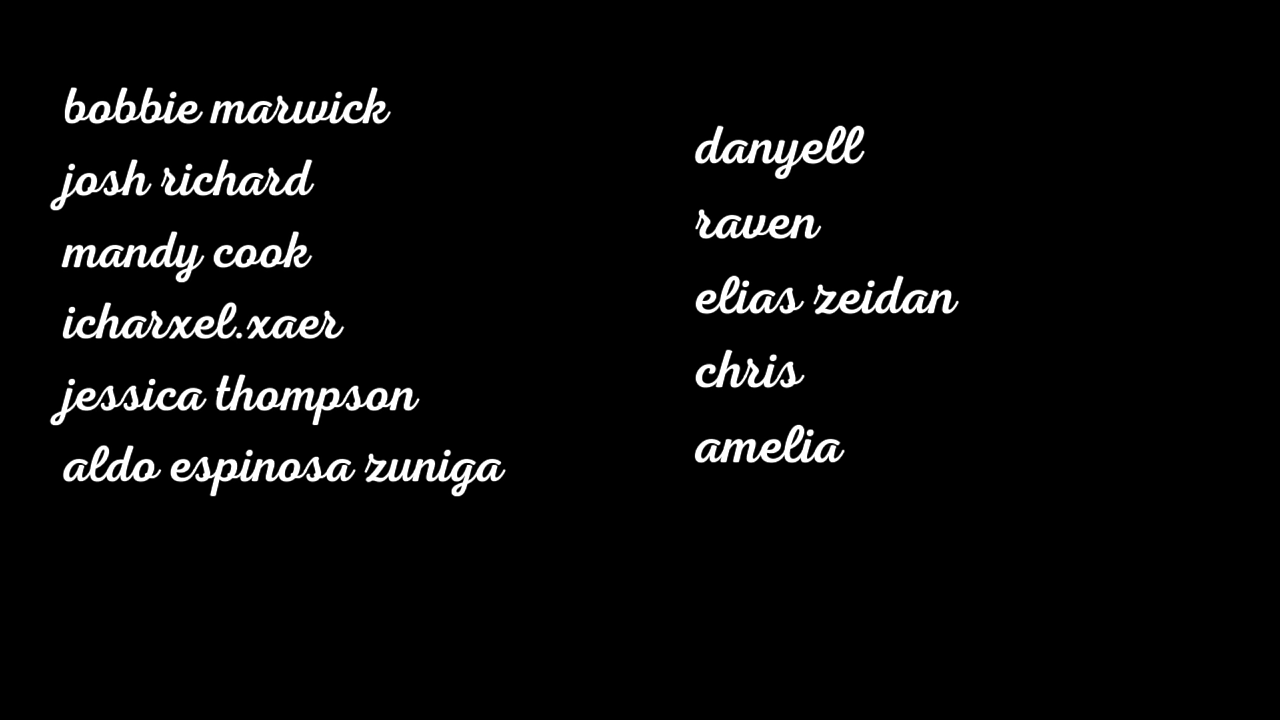 bobbie marwick
josh richard
mandy cook
icharxel.xaer
jessica thompson
aldo espinosa zuniga
danyell
raven
elias zeidan
chris
amelia